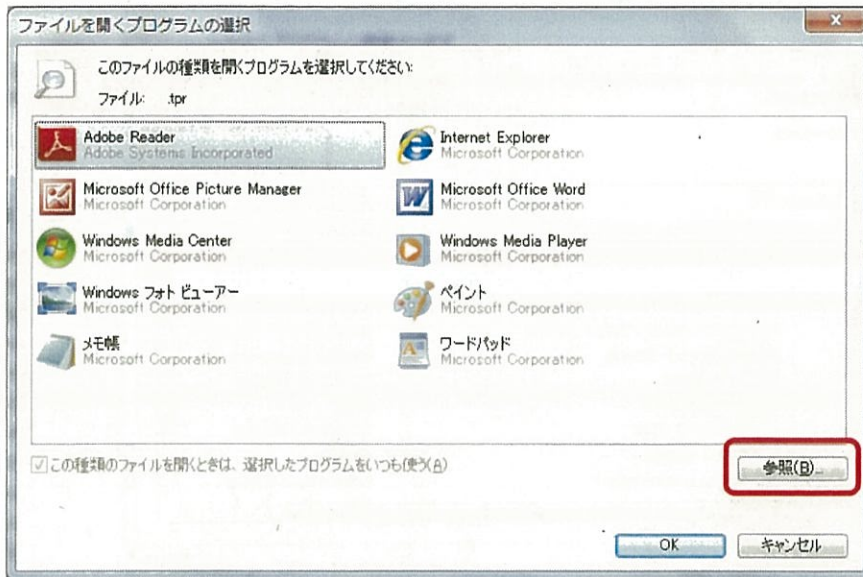 ファイルを開くプログラムの選択
このファイルの種類を開くプログラムを選択してください:
ファイル: .tpr
Adobe Reader
Adobe Systems Incorporated
Internet Explorer
Microsoft Corporation
Microsoft Office Picture Manager
Microsoft Corporation
Microsoft Office Word
Microsoft Corporation
Windows Media Center
Microsoft Corporation
Windows Media Player
Microsoft Corporation
Windows フォト ビューアー
Microsoft Corporation
ペイント
Microsoft Corporation
メモ帳
Microsoft Corporation
ワードパッド
Microsoft Corporation
この種類のファイルを開くときは、選択したプログラムをいつも使う(A)
参照(B)...
OK
キャンセル